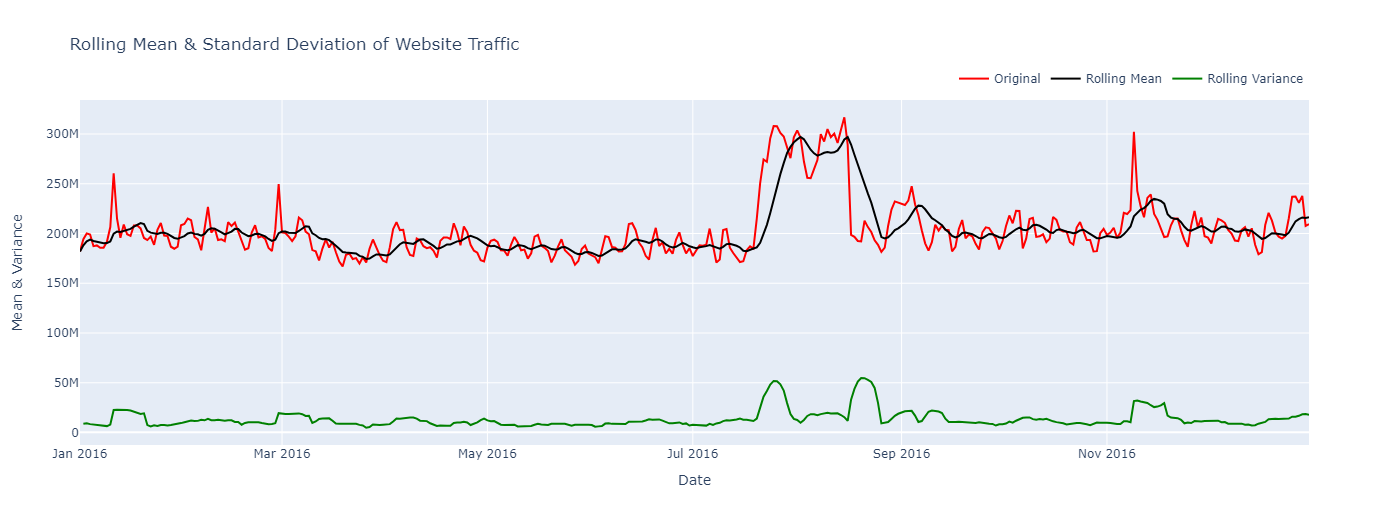 Rolling Mean & Standard Deviation of Website Traffic
Original Rolling Mean Rolling Variance
300M
250M
200M
150M
100M
50M
0
Mean & Variance
Jan 2016 Mar 2016 May 2016 Jul 2016 Sep 2016 Nov 2016
Date